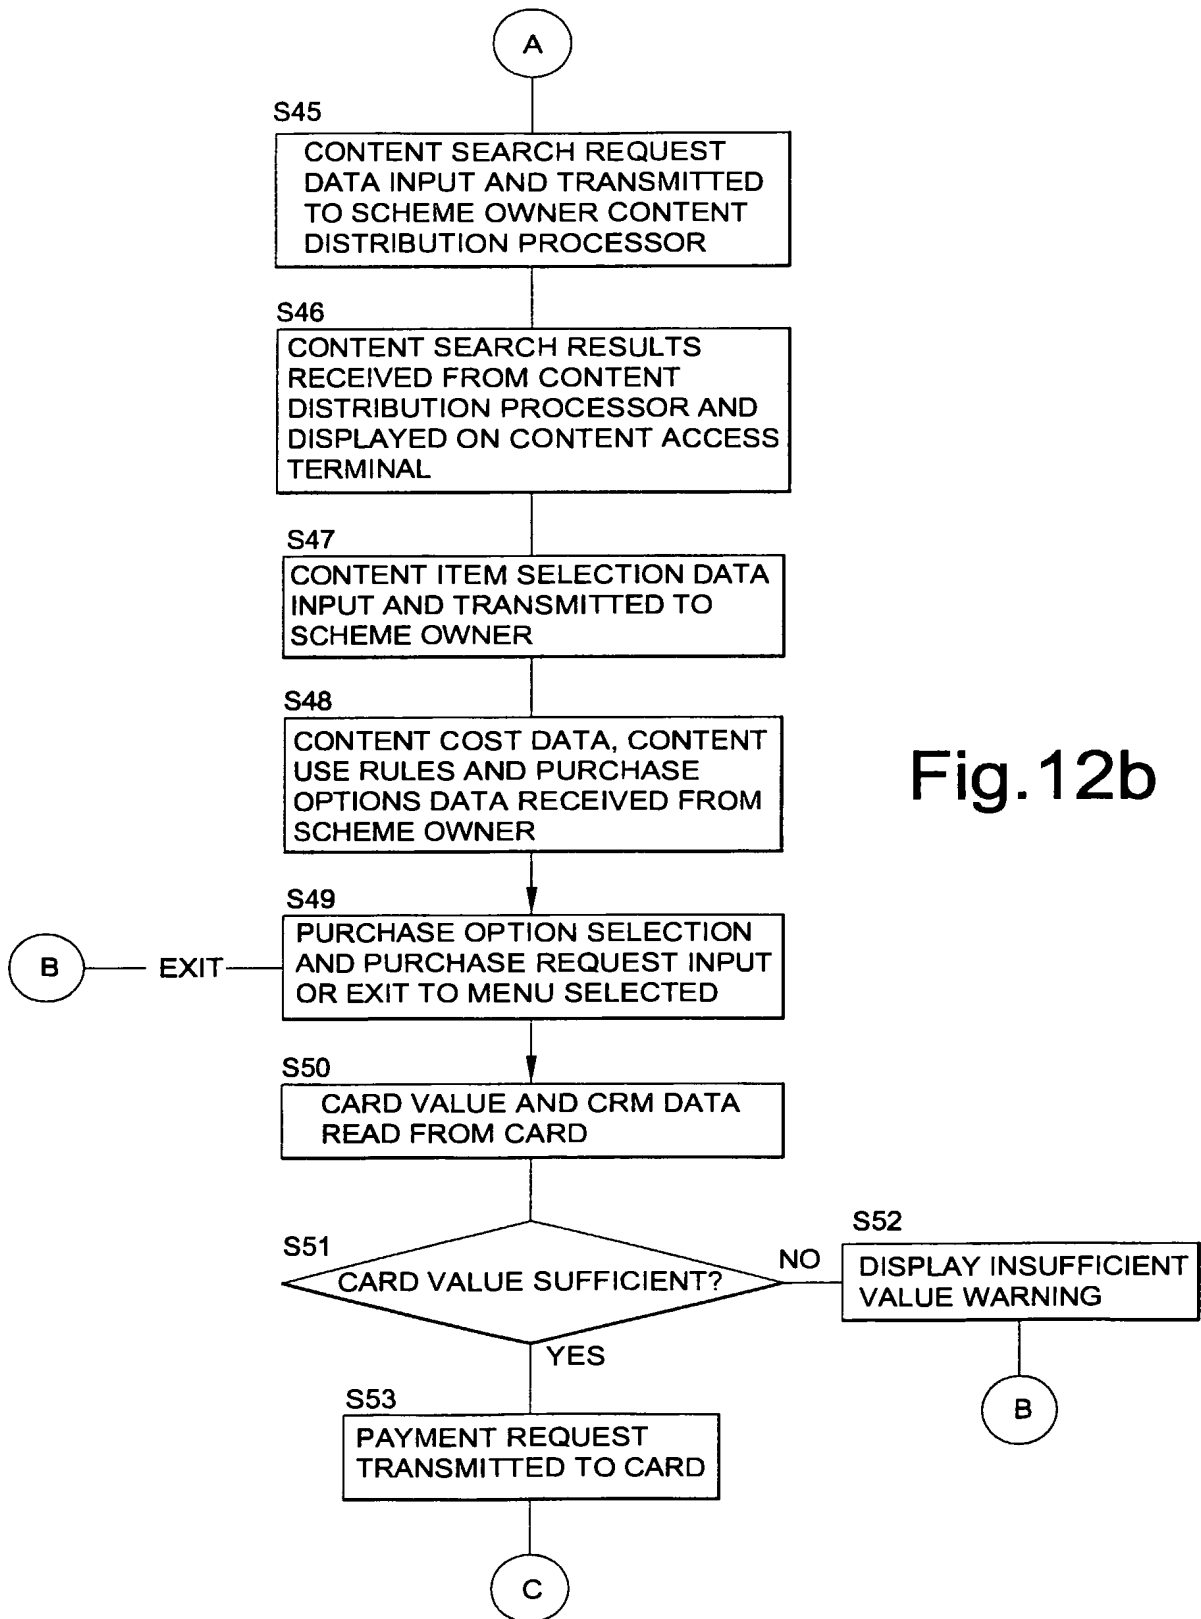 A
S45
CONTENT SEARCH REQUEST
DATA INPUT AND TRANSMITTED
TO SCHEME OWNER CONTENT
DISTRIBUTION PROCESSOR
S46
CONTENT SEARCH RESULTS
RECEIVED FROM CONTENT
DISTRIBUTION PROCESSOR AND
DISPLAYED ON CONTENT ACCESS
TERMINAL
S47
CONTENT ITEM SELECTION DATA
INPUT AND TRANSMITTED TO
SCHEME OWNER
S48
CONTENT COST DATA, CONTENT
USE RULES AND PURCHASE
OPTIONS DATA RECEIVED FROM
SCHEME OWNER
Fig.12b
S49
PURCHASE OPTION SELECTION
AND PURCHASE REQUEST INPUT
OR EXIT TO MENU SELECTED
B
EXIT
S50
CARD VALUE AND CRM DATA
READ FROM CARD
S51
CARD VALUE SUFFICIENT?
NO
S52
DISPLAY INSUFFICIENT
VALUE WARNING
B
YES
S53
PAYMENT REQUEST
TRANSMITTED TO CARD
C